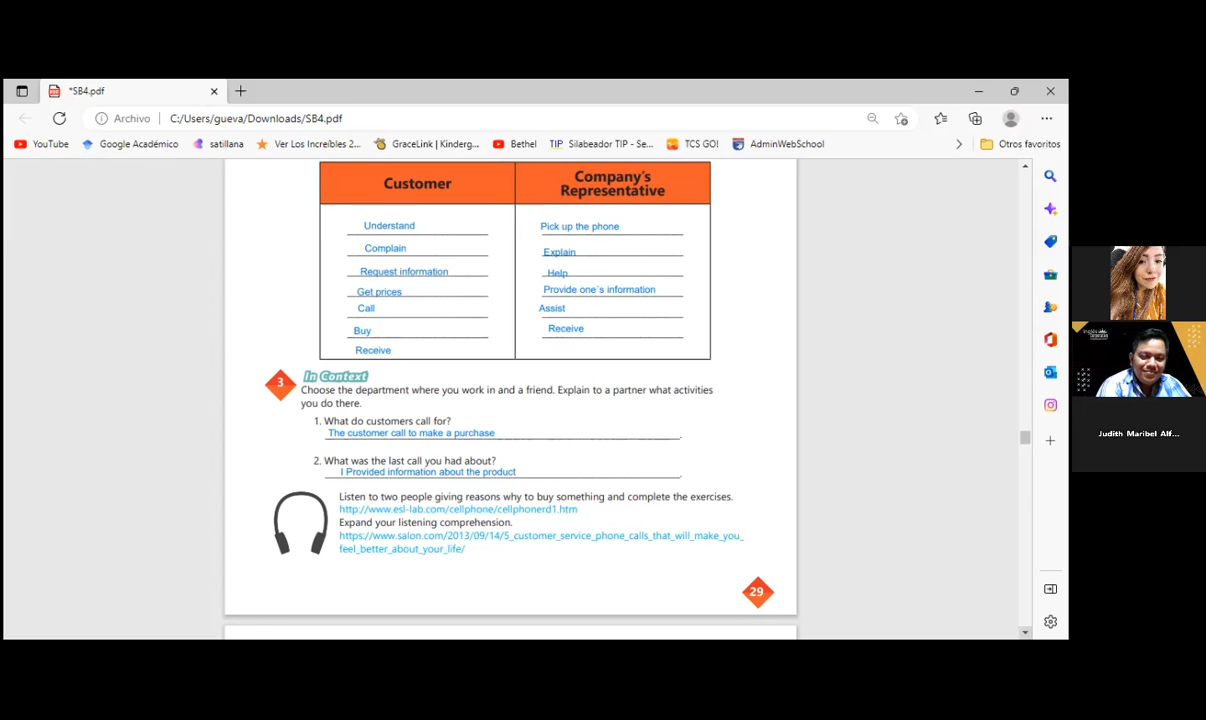 *SB4.pdf
Archivo
C:/Users/gueva/Downloads/SB4.pdf
YouTube
Google Académico
satillana
Ver Los Increíbles 2...
GraceLink | Kinderg...
Bethel
TIP Silabeador TIP - Se...
TCS GO!
AdminWebSchool
Otros favoritos
Customer
Company's
Representative
Understand
Complain
Request information
Get prices
Call
Buy
Receive
Pick up the phone
Explain
Help
Provide one´s information
Assist
Receive
3
In Context
Choose the department where you work in and a friend. Explain to a partner what activities
you do there.
1. What do customers call for?
The customer call to make a purchase
2. What was the last call you had about?
I Provided information about the product
Listen to two people giving reasons why to buy something and complete the exercises.
http://www.esl-lab.com/cellphone/cellphonerd1.htm
Expand your listening comprehension.
https://www.salon.com/2013/09/14/5_customer_service_phone_calls_that_will_make_you_
feel_better_about_your_life/
29
Judith Maribel Alf...